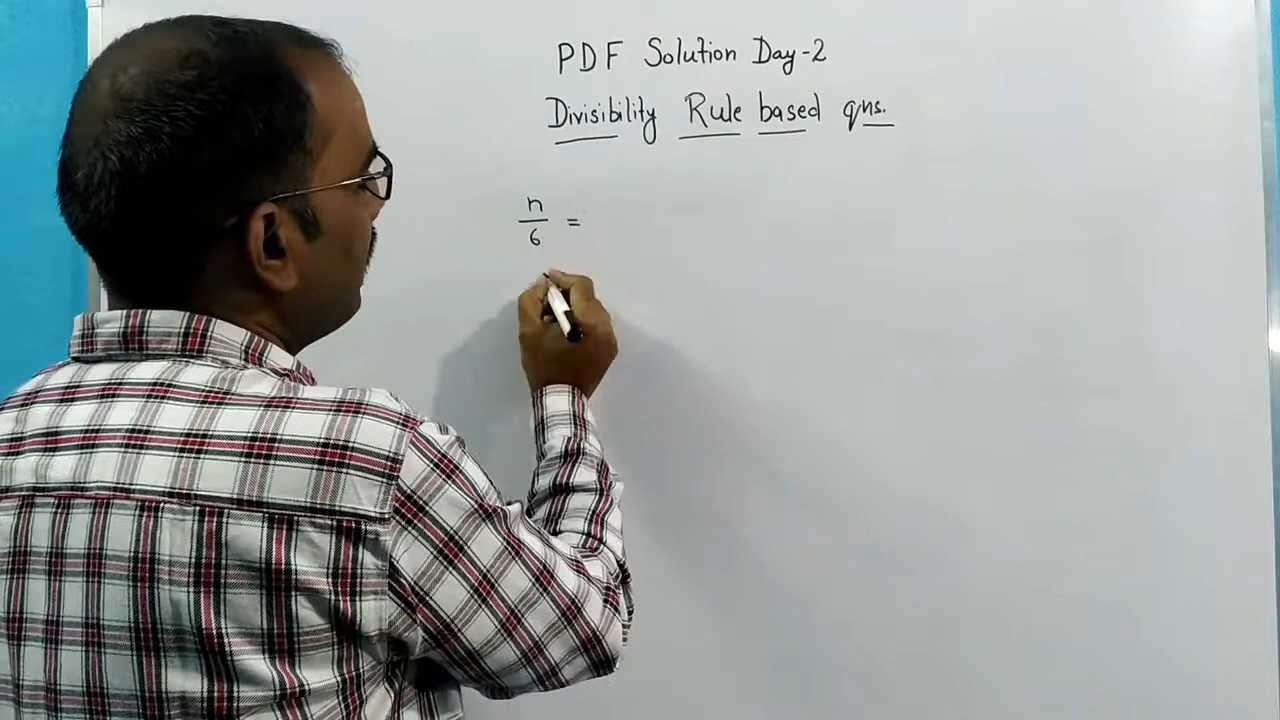 PDF Solution Day-2
Divisibility Rule based qns.
n/6 =